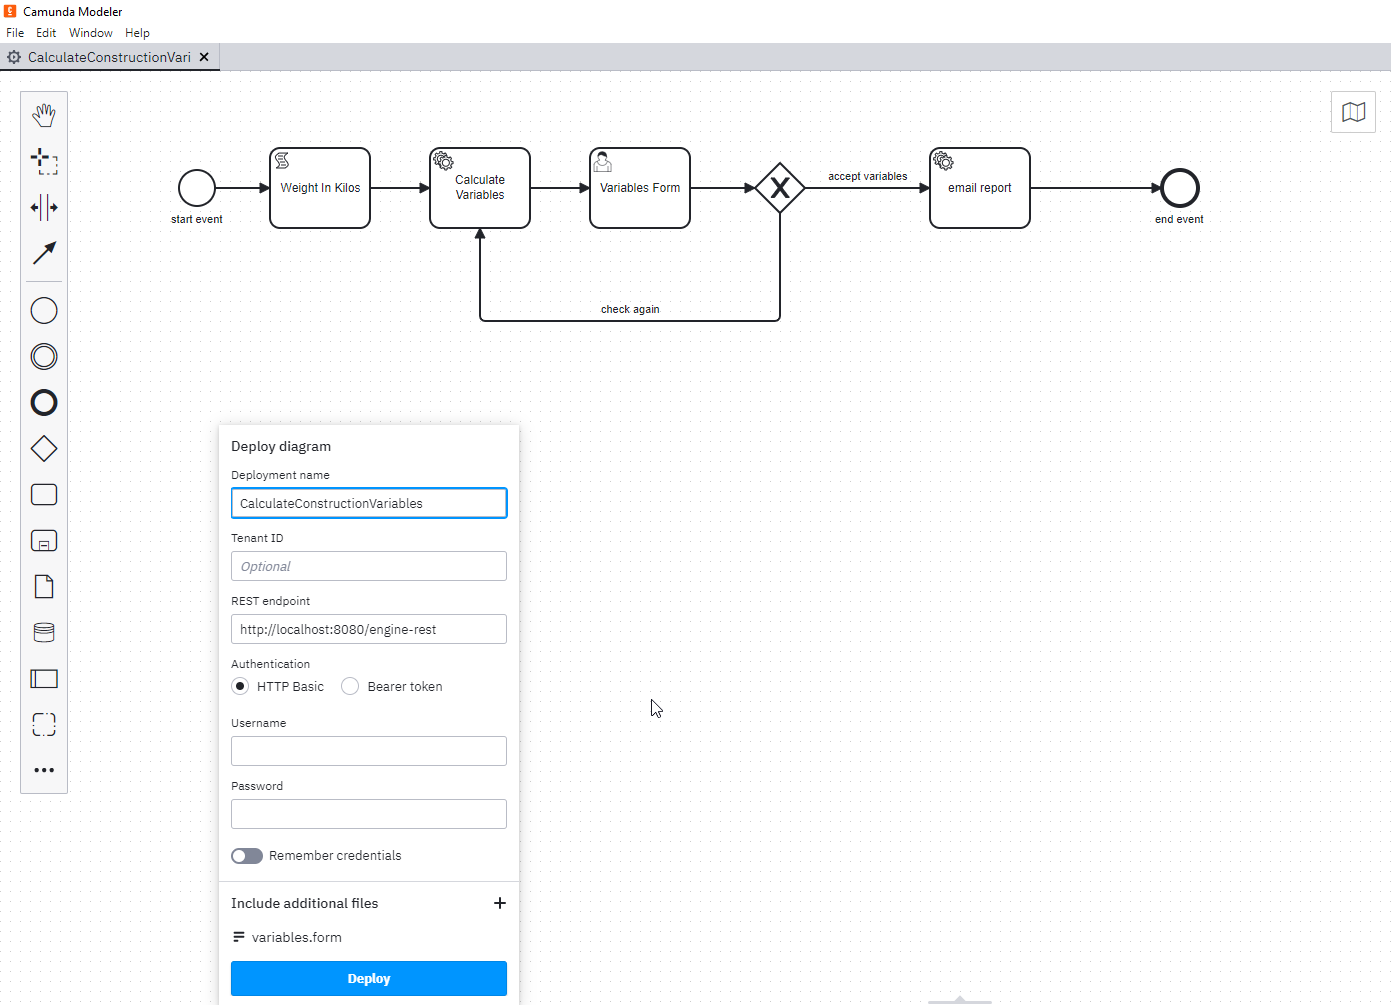 Camunda Modeler
File Edit Window Help
CalculateConstructionVari
Weight In Kilos
Calculate
Variables
Variables Form
accept variables
email report
start event
end event
check again
Deploy diagram
Deployment name
CalculateConstructionVariables
Tenant ID
Optional
REST endpoint
http://localhost:8080/engine-rest
Authentication
HTTP Basic Bearer token
Username
Password
Remember credentials
Include additional files
variables.form
Deploy